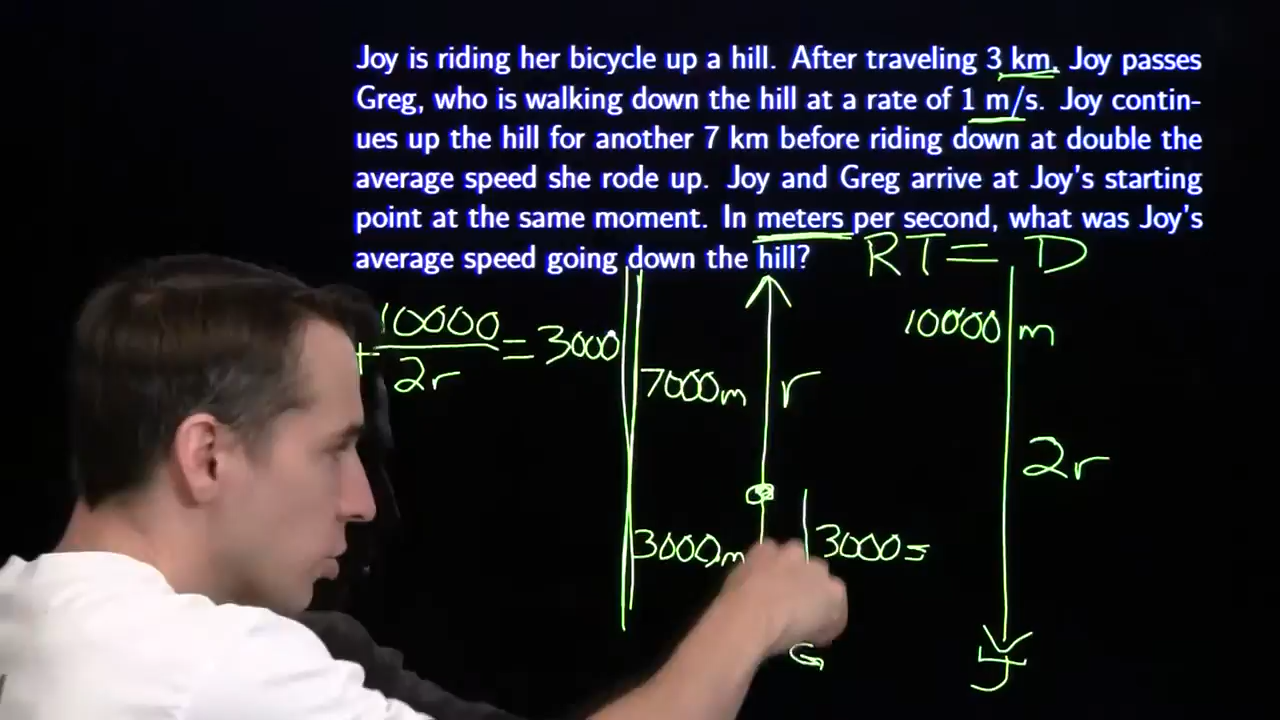 Joy is riding her bicycle up a hill. After traveling 3 km, Joy passes
Greg, who is walking down the hill at a rate of 1 m/s. Joy contin-
ues up the hill for another 7 km before riding down at double the
average speed she rode up. Joy and Greg arrive at Joy's starting
point at the same moment. In meters per second, what was Joy's
average speed going down the hill?
RT = D
+ 10000/2r = 3000
7000m
r
10000 m
2r
3000m
3000s
G
J